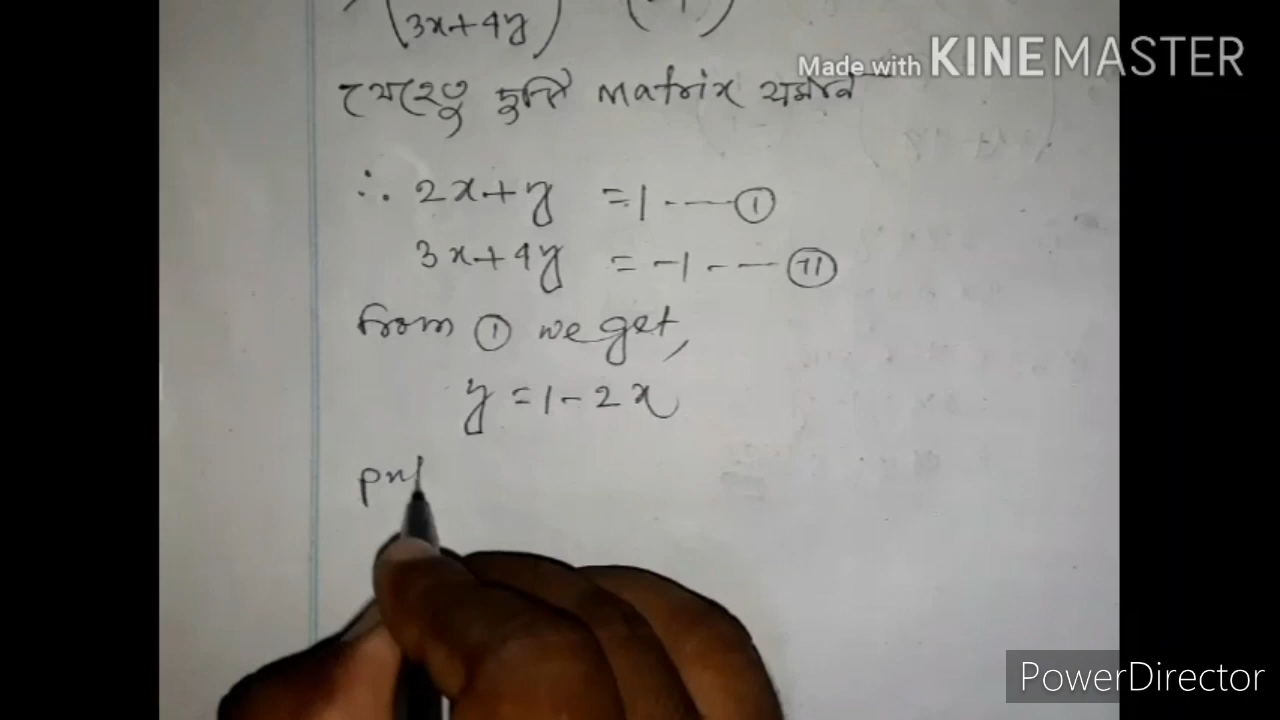 3x+4y
Made with KINEMASTER
যেহেতু দুটি matrix সমান
∴ 2x+y = 1 --- ①
3x+4y = -1 --- ⑪
from ① we get,
y = 1-2x
put
PowerDirector